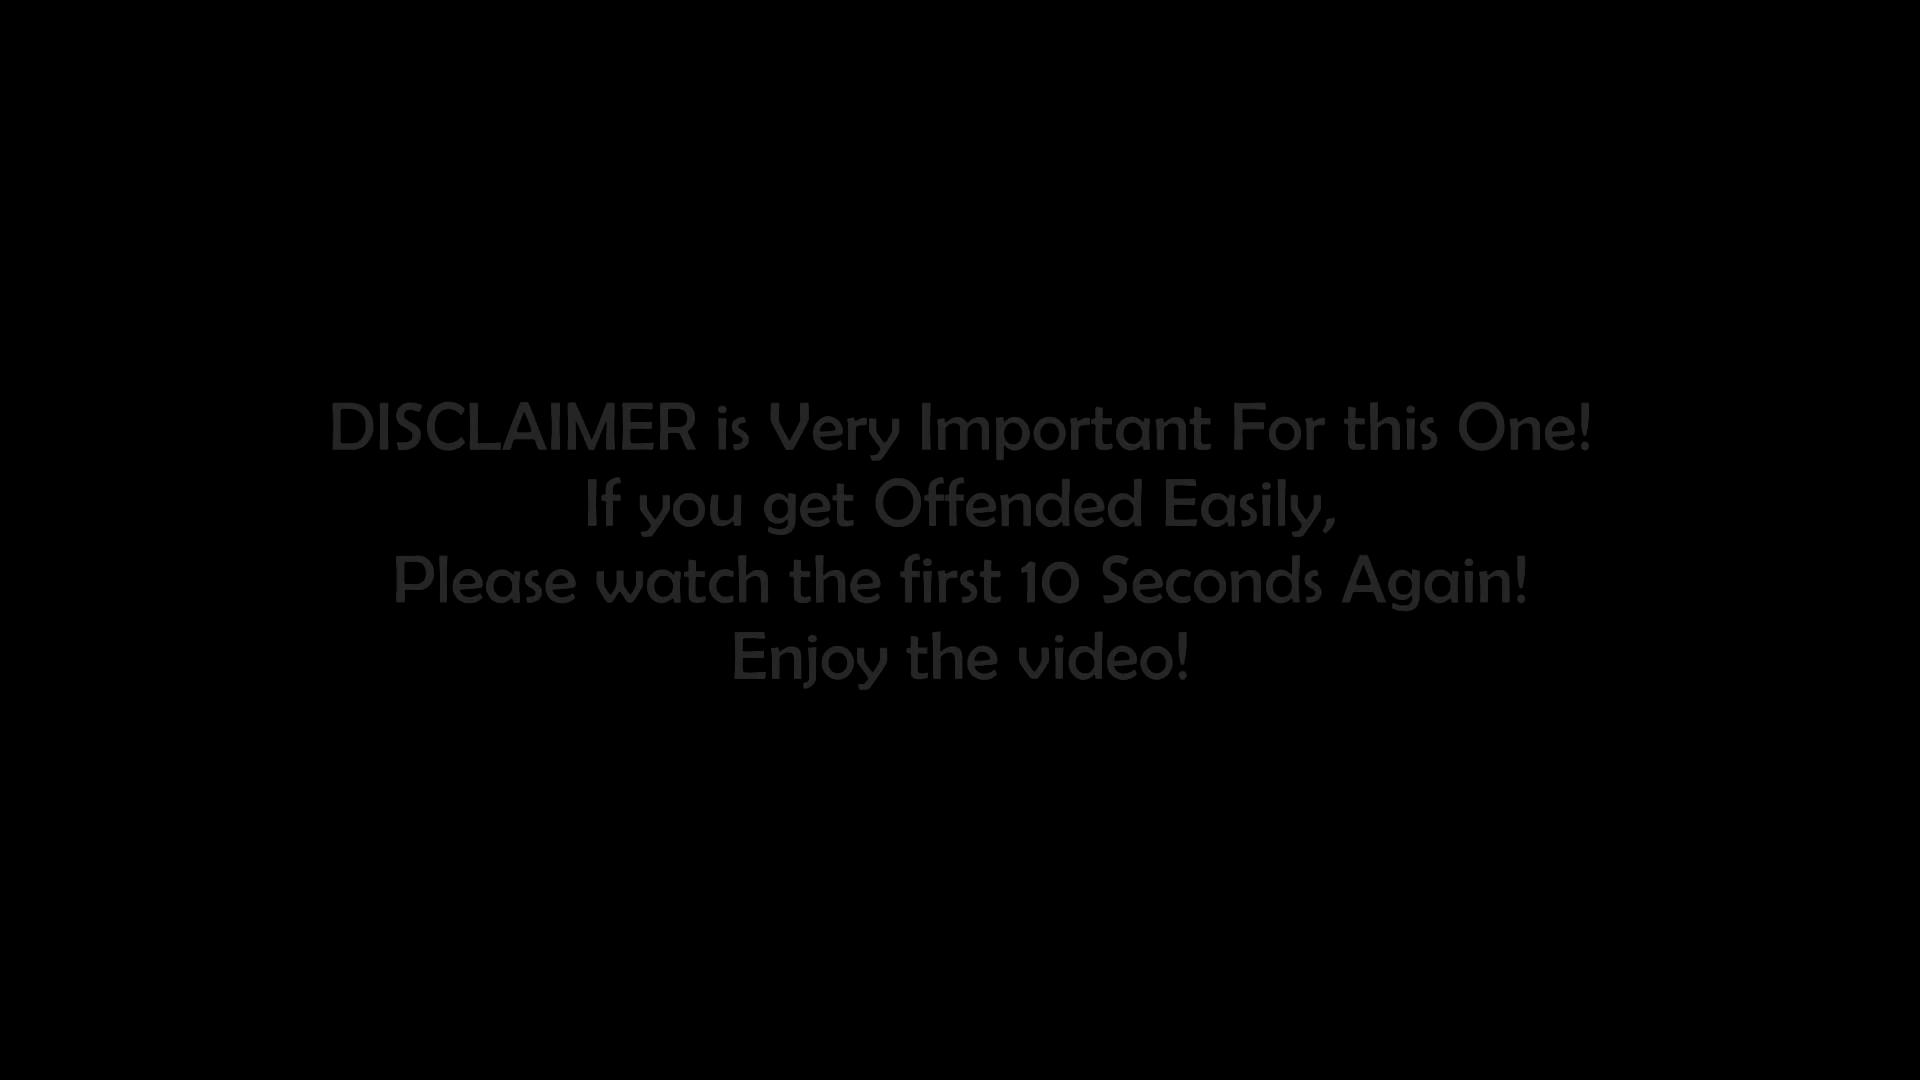 DISCLAIMER is Very Important For this One!
If you get Offended Easily,
Please watch the first 10 Seconds Again!
Enjoy the video!